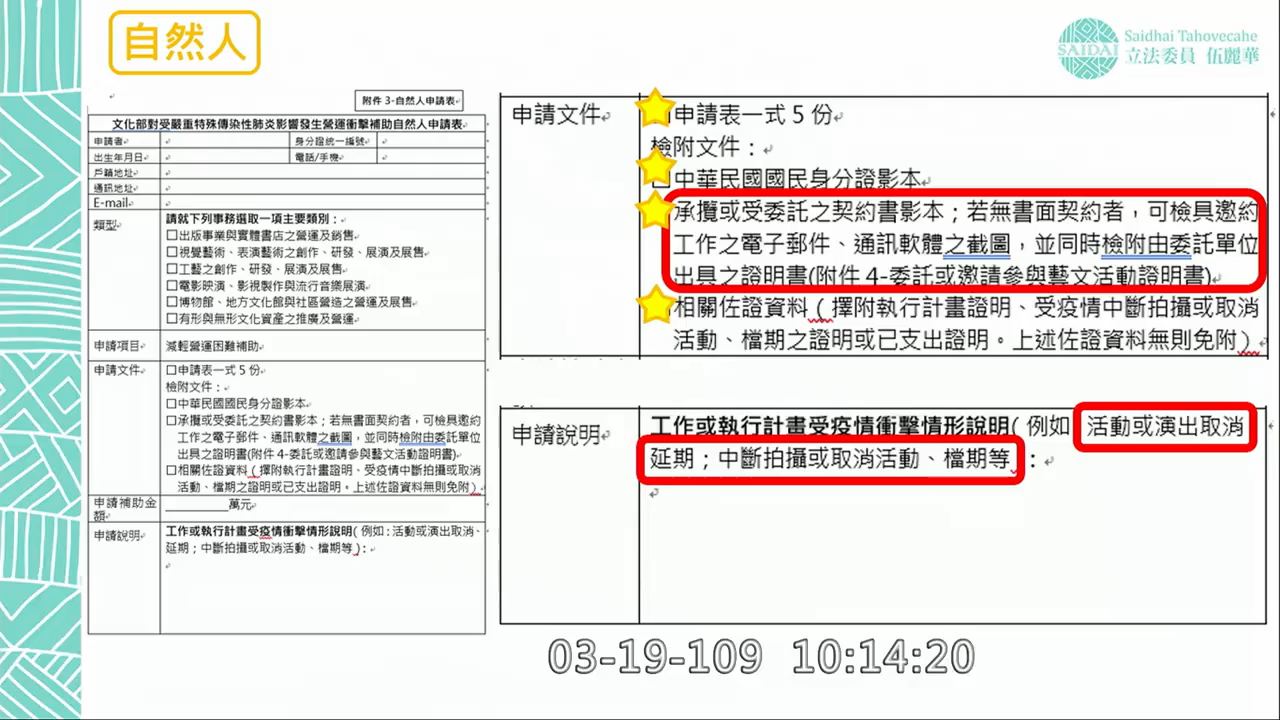 自然人
Saidhai Tahovecahe
SAIDAI
立法委員 伍麗華
附件 3-自然人申請表
文化部對受嚴重特殊傳染性肺炎影響發生營運衝擊補助自然人申請表
申請者 身分證統一編號
出生年月日 電話/手機
戶籍地址
通訊地址
E-mail
類型 請就下列事務選取一項主要類別：
□出版事業與實體書店之營運及銷售
□視覺藝術、表演藝術之創作、研發、展演及展售
□工藝之創作、研發、展演及展售
□電影映演、影視製作與流行音樂展演
□博物館、地方文化館與社區營造之營運及展售
□有形與無形文化資產之推廣及營運
申請項目 減輕營運困難補助
申請文件 □申請表一式 5 份
檢附文件：
□中華民國國民身分證影本
□承攬或受委託之契約書影本；若無書面契約者，可檢具邀約
工作之電子郵件、通訊軟體之截圖，並同時檢附由委託單位
出具之證明書(附件 4-委託或邀請參與藝文活動證明書)
□相關佐證資料（擇附執行計畫證明、受疫情中斷拍攝或取消
活動、檔期之證明或已支出證明。上述佐證資料無則免附）
申請補助金額 ＿＿＿＿萬元
申請說明 工作或執行計畫受疫情衝擊情形說明( 例如 : 活動或演出取消、
延期；中斷拍攝或取消活動、檔期等 ) :
申請文件 □申請表一式 5 份
檢附文件：
□中華民國國民身分證影本
承攬或受委託之契約書影本；若無書面契約者，可檢具邀約
工作之電子郵件、通訊軟體之截圖，並同時檢附由委託單位
出具之證明書(附件 4-委託或邀請參與藝文活動證明書)
相關佐證資料（擇附執行計畫證明、受疫情中斷拍攝或取消
活動、檔期之證明或已支出證明。上述佐證資料無則免附）
申請說明 工作或執行計畫受疫情衝擊情形說明( 例如 活動或演出取消
延期；中斷拍攝或取消活動、檔期等 :
03-19-109 10:14:20